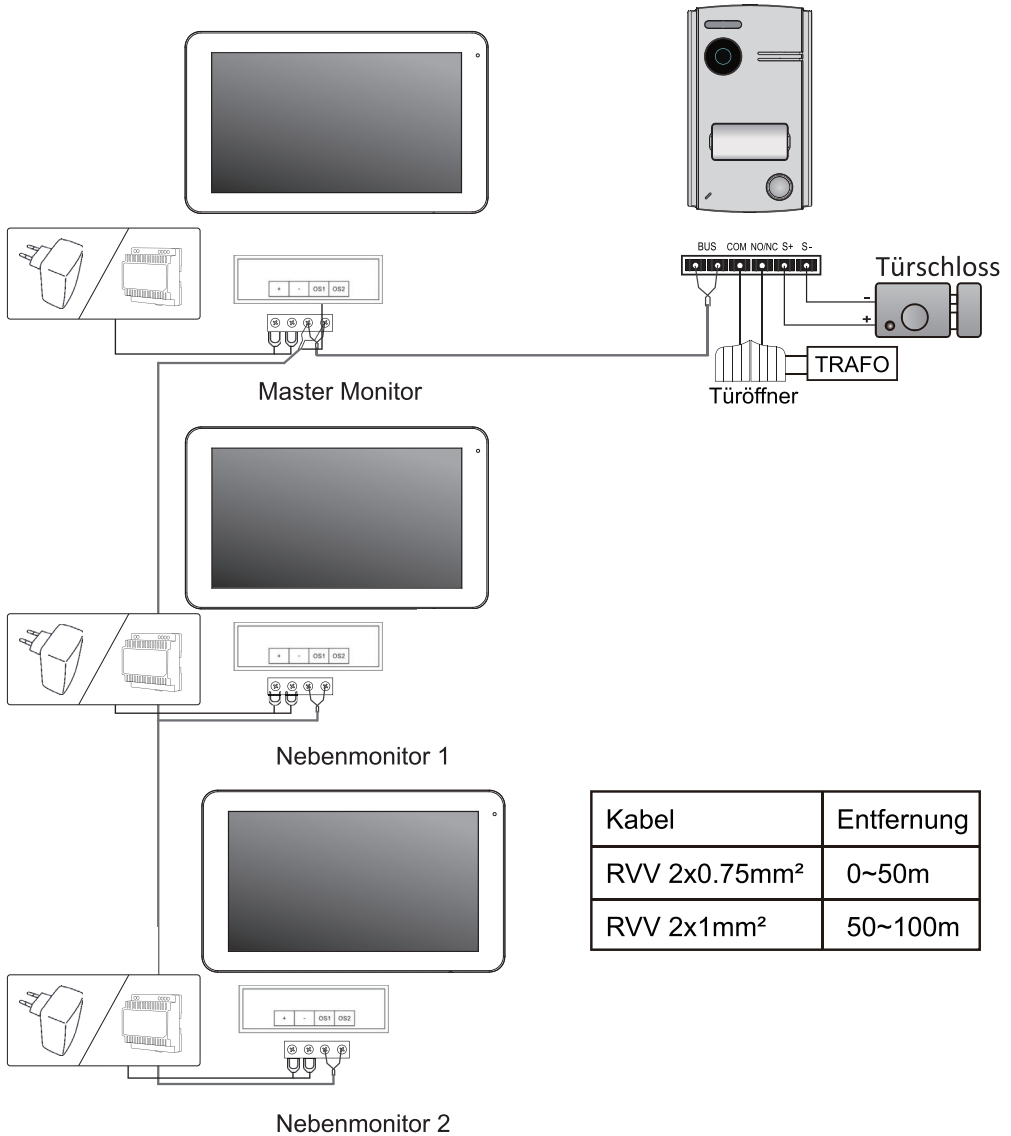 BUS COM NO/NC S+ S-
Türschloss
-
+
TRAFO
Türöffner
+ - OS1 OS2
Master Monitor
+ - OS1 OS2
Nebenmonitor 1
+ - OS1 OS2
Nebenmonitor 2
Kabel Entfernung
RVV 2x0.75mm² 0~50m
RVV 2x1mm² 50~100m